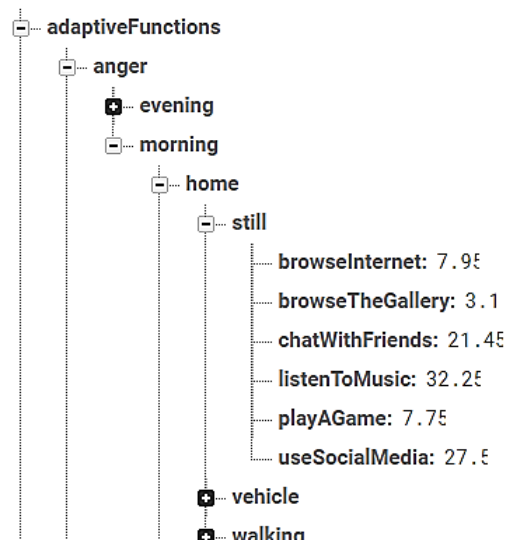 adaptiveFunctions
anger
evening
morning
home
still
browseInternet: 7.95
browseTheGallery: 3.1
chatWithFriends: 21.45
listenToMusic: 32.25
playAGame: 7.75
useSocialMedia: 27.5
vehicle
walking